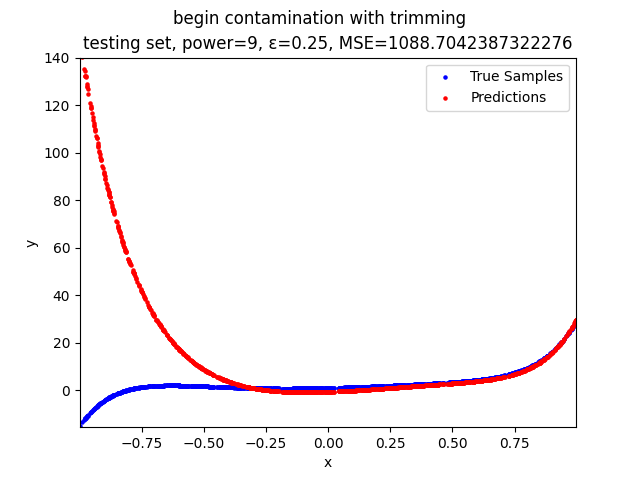 begin contamination with trimming
testing set, power=9, ε=0.25, MSE=1088.7042387322276
True Samples
Predictions
140
120
100
80
60
40
20
0
y
−0.75
−0.50
−0.25
0.00
0.25
0.50
0.75
x